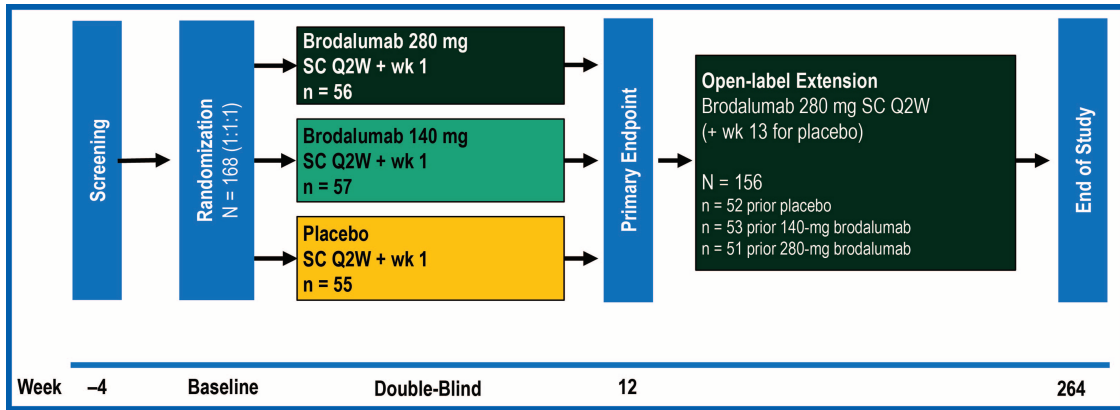 Screening
Randomization
N = 168 (1:1:1)
Brodalumab 280 mg
SC Q2W + wk 1
n = 56
Brodalumab 140 mg
SC Q2W + wk 1
n = 57
Placebo
SC Q2W + wk 1
n = 55
Primary Endpoint
Open-label Extension
Brodalumab 280 mg SC Q2W
(+ wk 13 for placebo)
N = 156
n = 52 prior placebo
n = 53 prior 140-mg brodalumab
n = 51 prior 280-mg brodalumab
End of Study
Week –4 Baseline Double-Blind 12 264